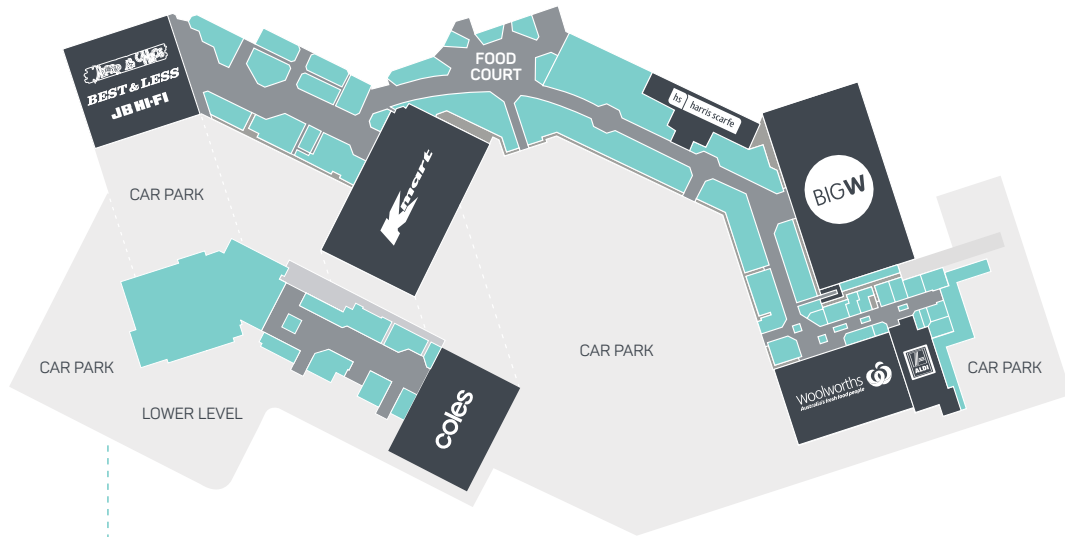 FOOD
COURT
BEST & LESS
JB HI-FI
hs harris scarfe
Kmart
BIGW
CAR PARK
CAR PARK
CAR PARK
CAR PARK
LOWER LEVEL
coles
Woolworths
Australia's fresh food people
ALDI